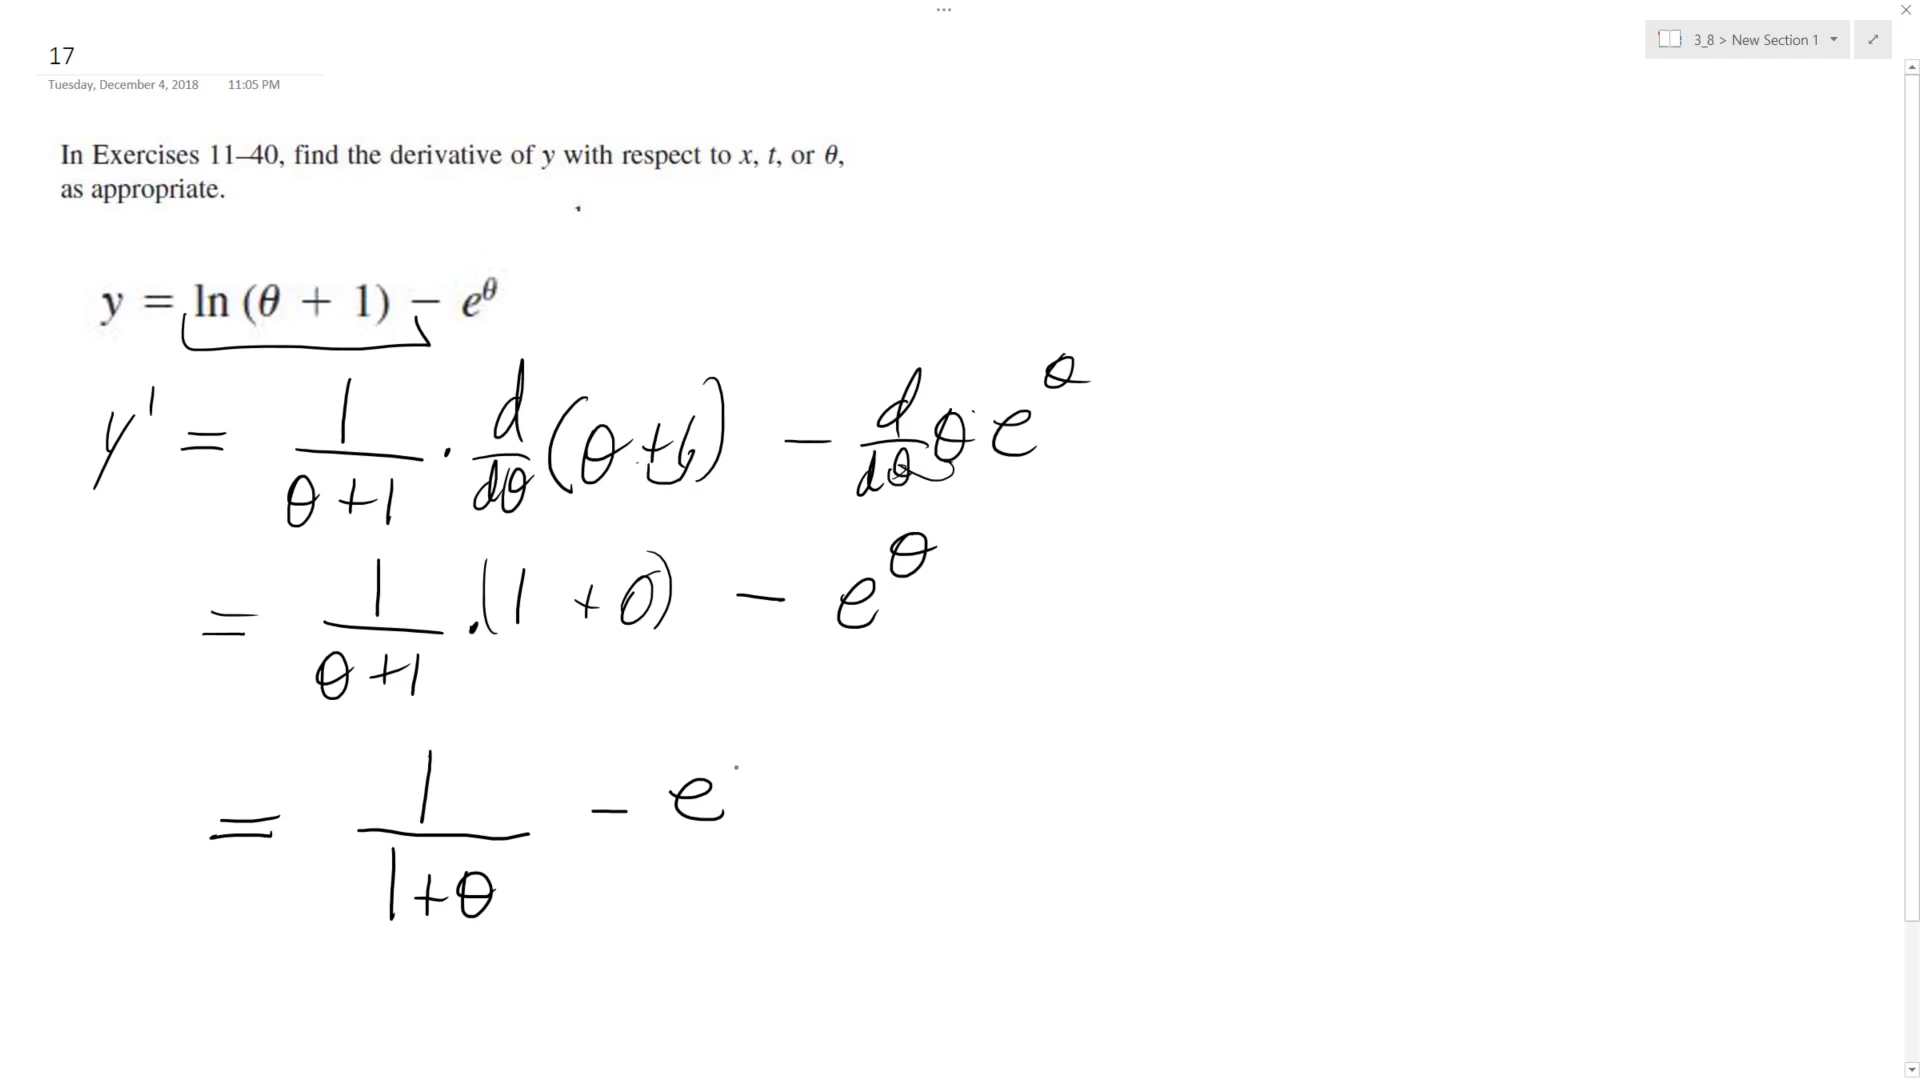 17
3_8 > New Section 1
Tuesday, December 4, 2018 11:05 PM
In Exercises 11–40, find the derivative of y with respect to x, t, or θ,
as appropriate.
y = ln (θ + 1) − e^θ
y' = 1/(θ+1) · d/dθ (θ+1) − d/dθ θ e^θ
= 1/(θ+1) · (1 + 0) − e^θ
= 1/(1+θ) − e